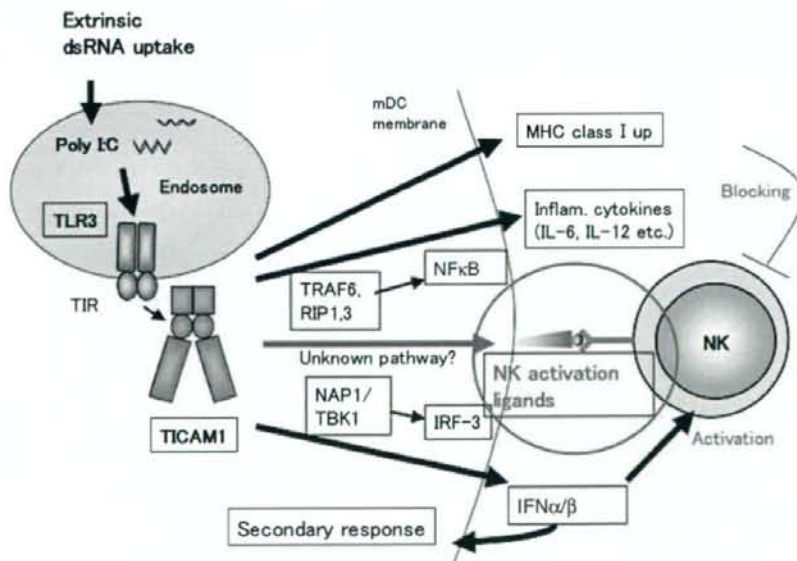 Extrinsic
dsRNA uptake
Poly I:C
Endosome
TLR3
TIR
TICAM1
mDC
membrane
MHC class I up
Inflam. cytokines
(IL-6, IL-12 etc.)
Blocking
TRAF6,
RIP1,3
NFκB
Unknown pathway?
NK activation
ligands
NK
NAP1/
TBK1
IRF-3
Activation
IFNα/β
Secondary response